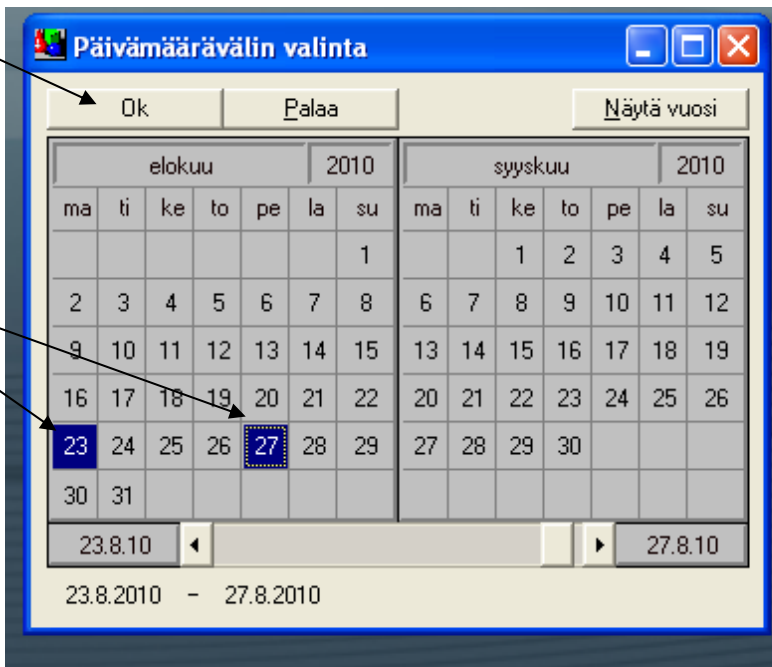 Päivämäärävälin valinta
Ok Palaa Näytä vuosi
elokuu 2010 syyskuu 2010
ma ti ke to pe la su ma ti ke to pe la su
1 1 2 3 4 5
2 3 4 5 6 7 8 6 7 8 9 10 11 12
9 10 11 12 13 14 15 13 14 15 16 17 18 19
16 17 18 19 20 21 22 20 21 22 23 24 25 26
23 24 25 26 27 28 29 27 28 29 30
30 31
23.8.10 27.8.10
23.8.2010 - 27.8.2010